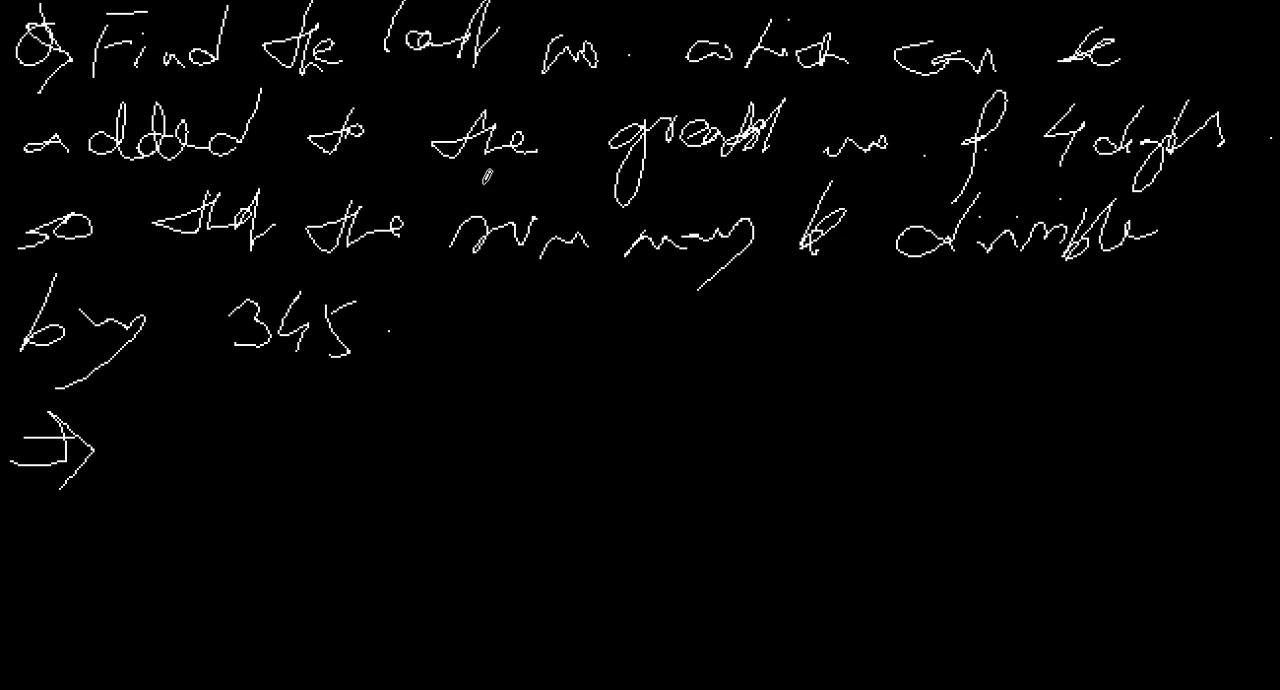 Q) Find the least no. which can be
added to the greatest no. of 4 digits.
so that the sum may be divisible
by 345.
⇒